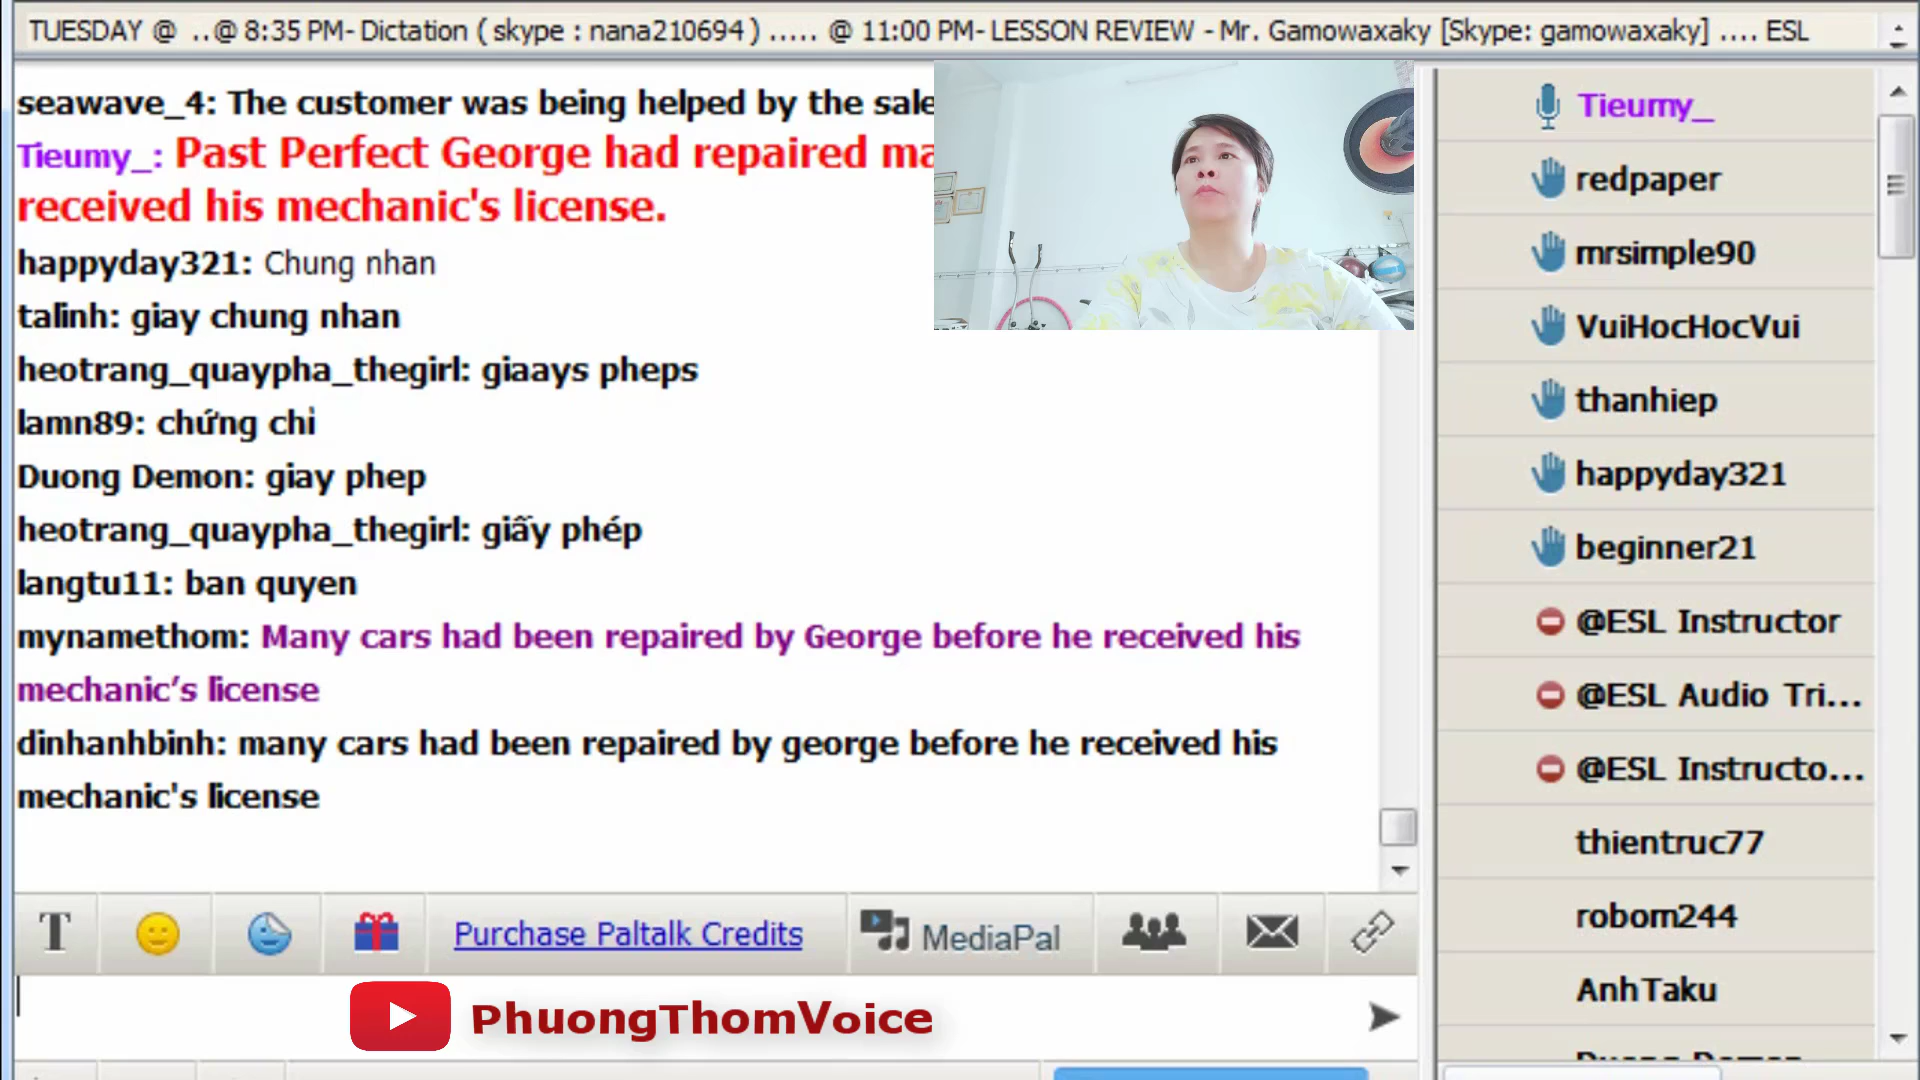 TUESDAY @ ..@ 8:35 PM- Dictation ( skype : nana210694 ) ..... @ 11:00 PM- LESSON REVIEW - Mr. Gamowaxaky [Skype: gamowaxaky] .... ESL
seawave_4: The customer was being helped by the sale
Tieumy_: Past Perfect George had repaired ma
received his mechanic's license.
happyday321: Chung nhan
talinh: giay chung nhan
heotrang_quaypha_thegirl: giaays pheps
lamn89: chứng chỉ
Duong Demon: giay phep
heotrang_quaypha_thegirl: giấy phép
langtu11: ban quyen
mynamethom: Many cars had been repaired by George before he received his
mechanic’s license
dinhanhbinh: many cars had been repaired by george before he received his
mechanic's license
Purchase Paltalk Credits
MediaPal
PhuongThomVoice
Tieumy_
redpaper
mrsimple90
VuiHocHocVui
thanhiep
happyday321
beginner21
@ESL Instructor
@ESL Audio Tri...
@ESL Instructo...
thientruc77
robom244
AnhTaku